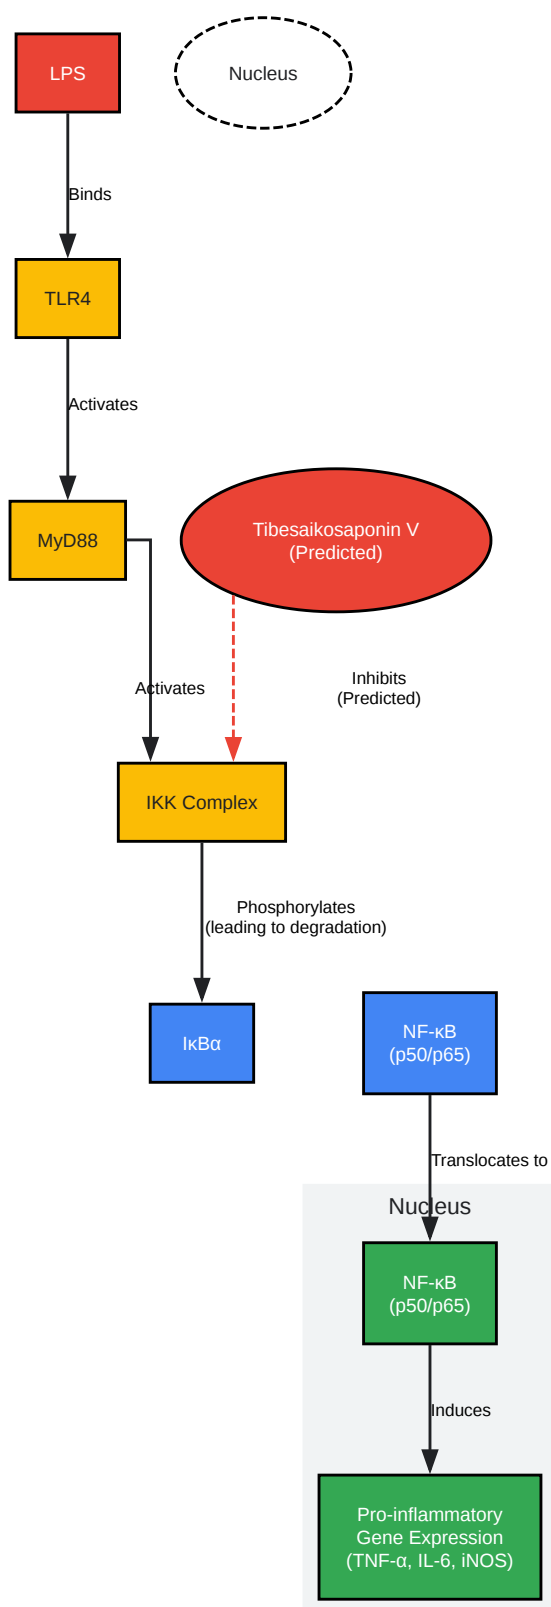 LPS
Nucleus
Binds
TLR4
Activates
MyD88
Tibesaikosaponin V
(Predicted)
Activates
Inhibits
(Predicted)
IKK Complex
Phosphorylates
(leading to degradation)
IκBα
NF-κB
(p50/p65)
Translocates to
Nucleus
NF-κB
(p50/p65)
Induces
Pro-inflammatory
Gene Expression
(TNF-α, IL-6, iNOS)